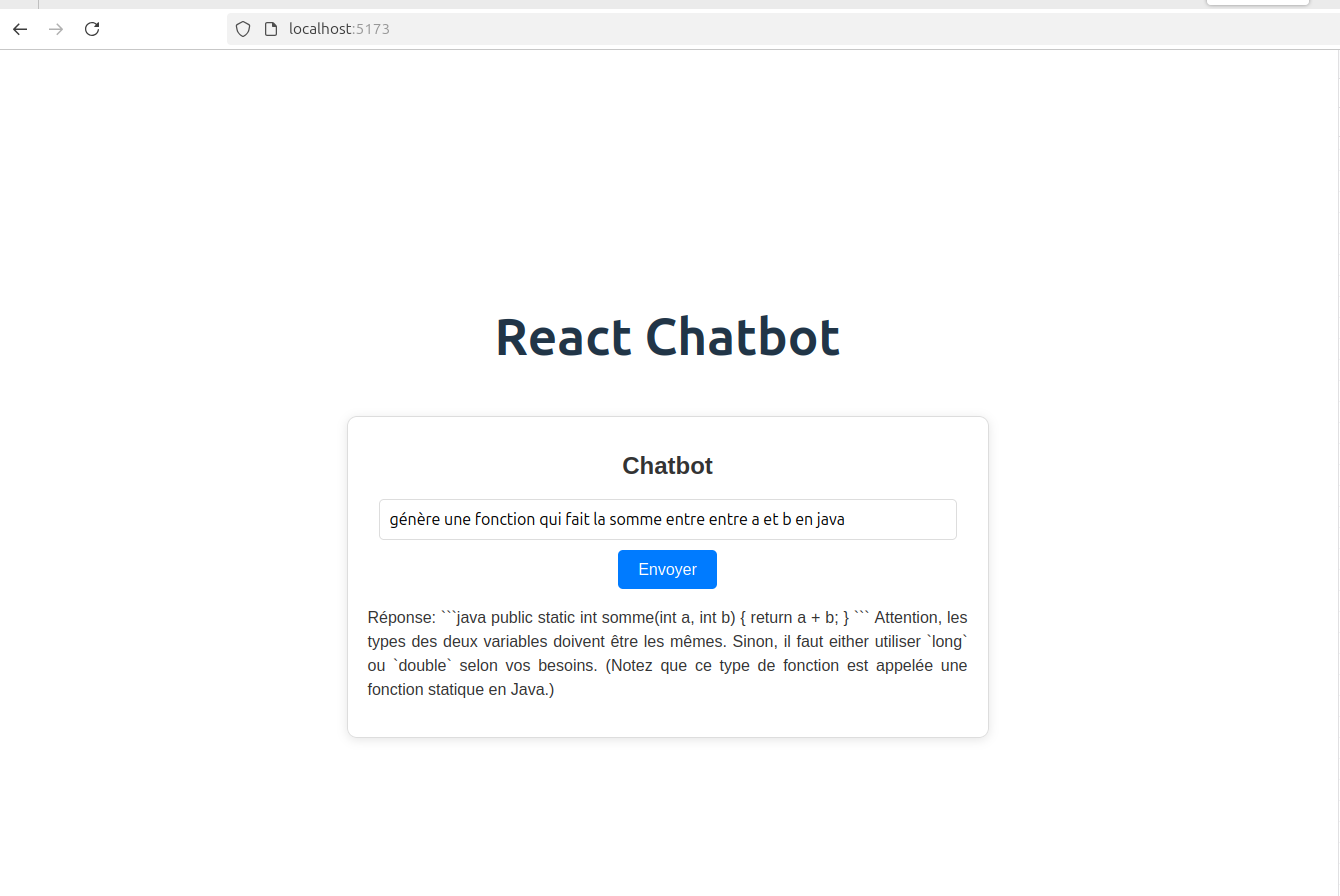 localhost:5173
React Chatbot
Chatbot
génère une fonction qui fait la somme entre entre a et b en java
Envoyer
Réponse: ```java public static int somme(int a, int b) { return a + b; } ``` Attention, les
types des deux variables doivent être les mêmes. Sinon, il faut either utiliser `long`
ou `double` selon vos besoins. (Notez que ce type de fonction est appelée une
fonction statique en Java.)